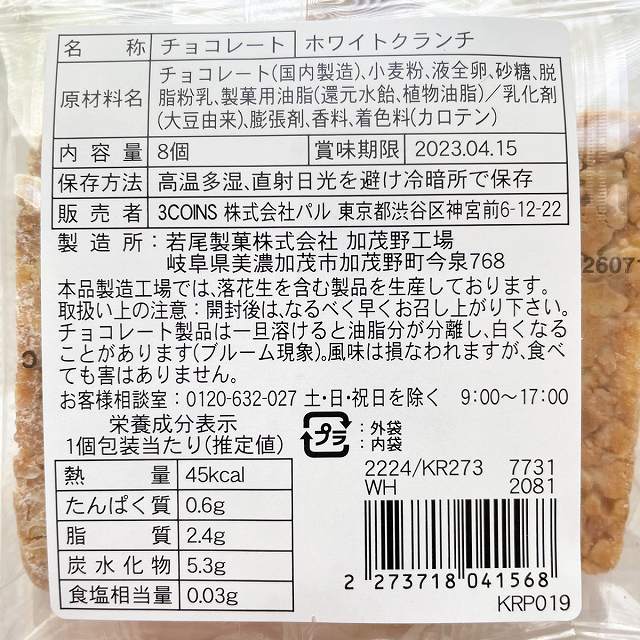 名称 チョコレート ホワイトクランチ
原材料名 チョコレート(国内製造)、小麦粉、液全卵、砂糖、脱
脂粉乳、製菓用油脂(還元水飴、植物油脂)／乳化剤
(大豆由来)、膨張剤、香料、着色料(カロテン)
内容量 8個 賞味期限 2023.04.15
保存方法 高温多湿、直射日光を避け冷暗所で保存
販売者 3COINS 株式会社パル 東京都渋谷区神宮前6-12-22
製造所：若尾製菓株式会社 加茂野工場
岐阜県美濃加茂市加茂野町今泉768
本品製造工場では、落花生を含む製品を生産しております。
取扱い上の注意：開封後は、なるべく早くお召し上がり下さい。
チョコレート製品は一旦溶けると油脂分が分離し、白くなる
ことがあります(ブルーム現象)。風味は損なわれますが、食べ
ても害はありません。
お客様相談室：0120-632-027 土・日・祝日を除く 9:00〜17:00
栄養成分表示
1個包装当たり(推定値)
熱量 45kcal
たんぱく質 0.6g
脂質 2.4g
炭水化物 5.3g
食塩相当量 0.03g
プラ
：外袋
：内袋
2224/KR273 7731
WH 2081
2 273718 041568
KRP019
26071